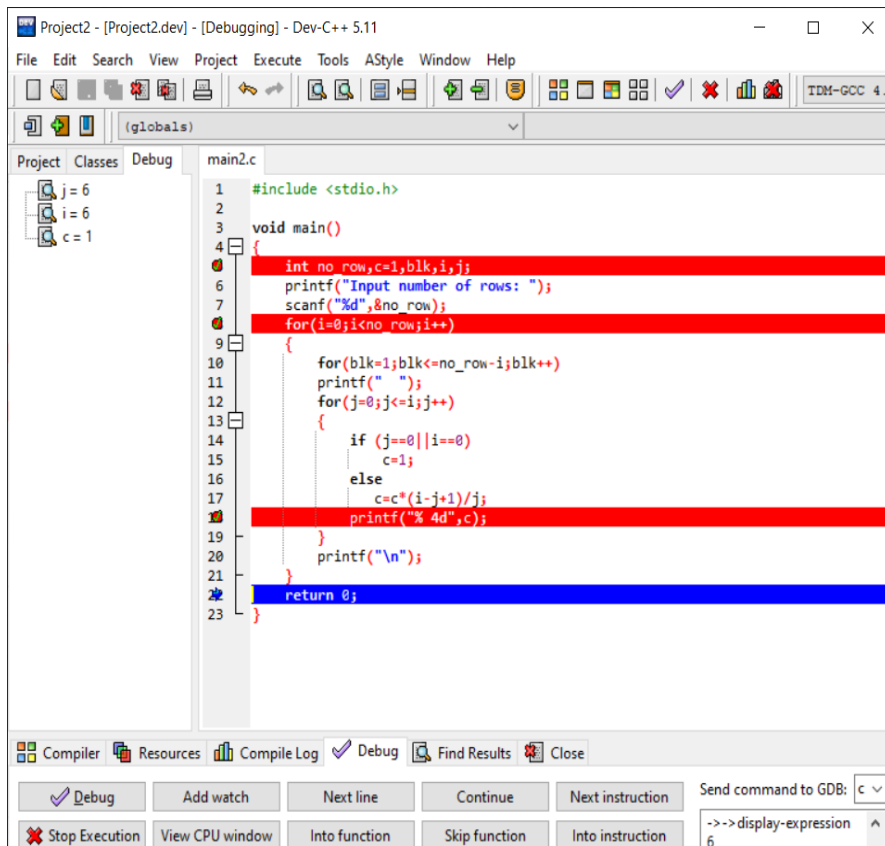 Project2 - [Project2.dev] - [Debugging] - Dev-C++ 5.11
File Edit Search View Project Execute Tools AStyle Window Help
TDM-GCC 4.
(globals)
Project Classes Debug
main2.c
j = 6
i = 6
c = 1
1 #include <stdio.h>
2
3 void main()
4 {
int no_row,c=1,blk,i,j;
6 printf("Input number of rows: ");
7 scanf("%d",&no_row);
for(i=0;i<no_row;i++)
9 {
10 for(blk=1;blk<=no_row-i;blk++)
11 printf("  ");
12 for(j=0;j<=i;j++)
13 {
14 if (j==0||i==0)
15 c=1;
16 else
17 c=c*(i-j+1)/j;
printf("% 4d",c);
19 }
20 printf("\n");
21 }
return 0;
23 }
Compiler Resources Compile Log Debug Find Results Close
Debug Add watch Next line Continue Next instruction Send command to GDB: c
Stop Execution View CPU window Into function Skip function Into instruction
->->display-expression
6